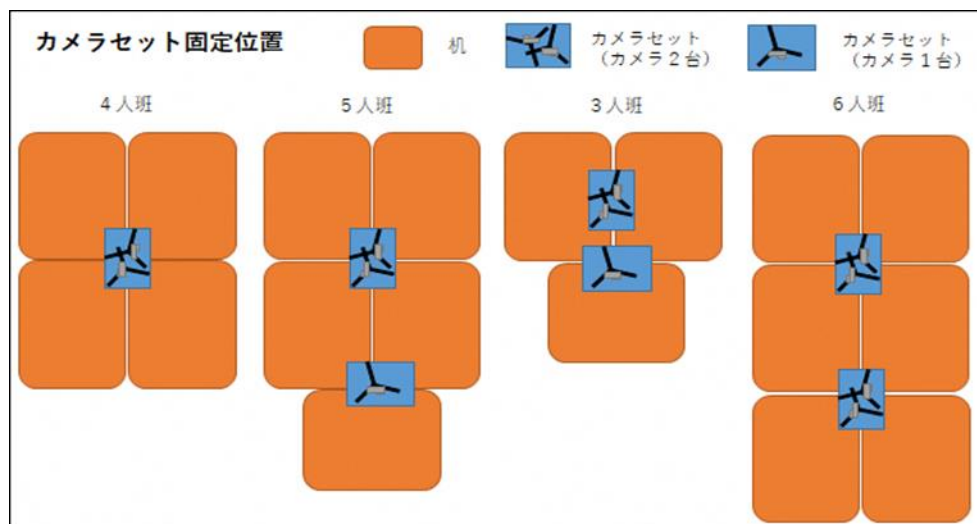 カメラセット固定位置
机
カメラセット
（カメラ２台）
カメラセット
（カメラ１台）
４人班
５人班
３人班
６人班